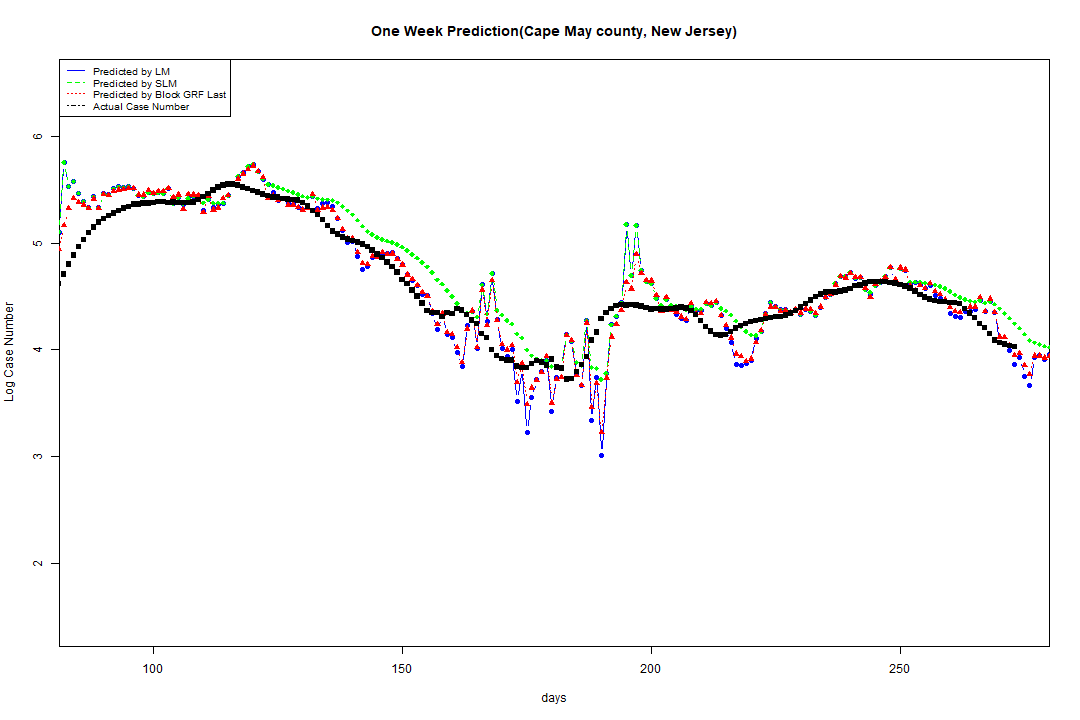 One Week Prediction(Cape May county, New Jersey)
Predicted by LM
Predicted by SLM
Predicted by Block GRF Last
Actual Case Number
6
5
4
3
2
Log Case Number
100 150 200 250
days